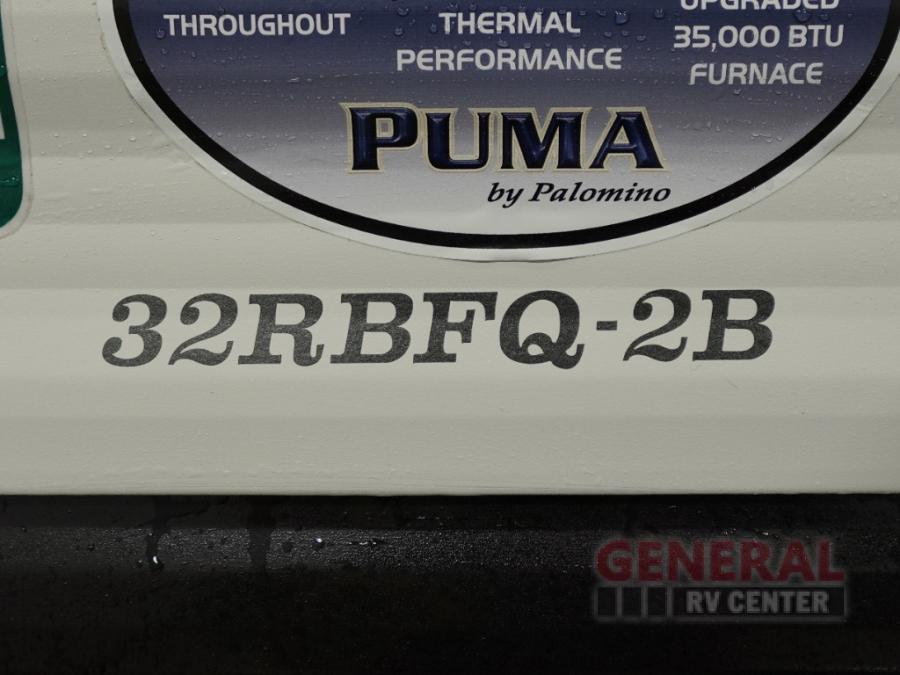 THROUGHOUT
THERMAL
PERFORMANCE
UPGRADED
35,000 BTU
FURNACE
PUMA
by Palomino
32RBFQ-2B
GENERAL
RV CENTER